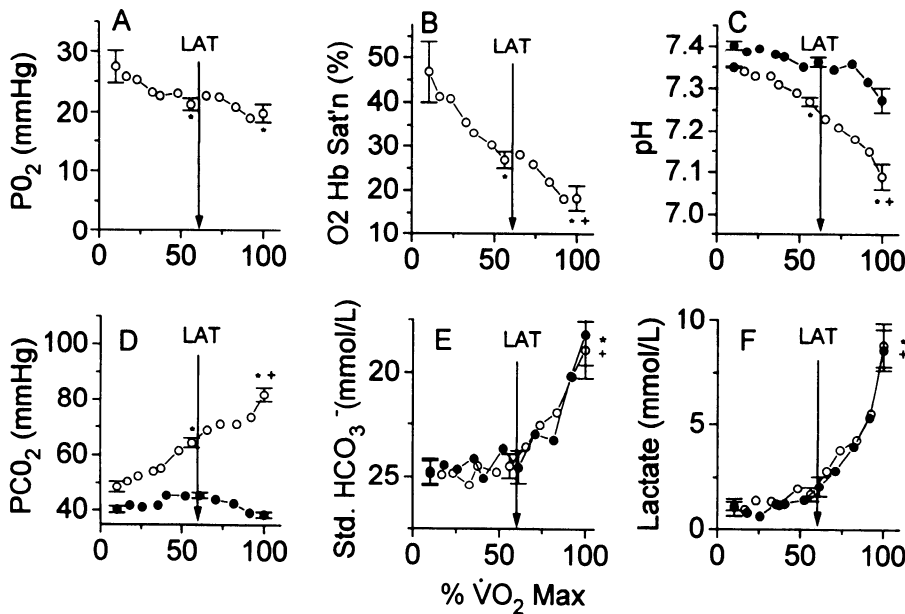 A
LAT
P0₂ (mmHg)
30
20
10
0
0 50 100
*
*
B
LAT
O2 Hb Sat'n (%)
50
40
30
20
10
0 50 100
*
* +
C
LAT
pH
7.4
7.3
7.2
7.1
7.0
0 50 100
*
* +
D
LAT
PC0₂ (mmHg)
100
80
60
40
0 50 100
*
* +
E
LAT
Std. HCO₃⁻(mmol/L)
20
25
0 50 100
*
+
F
LAT
Lactate (mmol/L)
10
5
0
0 50 100
*
+
% V̇O₂ Max